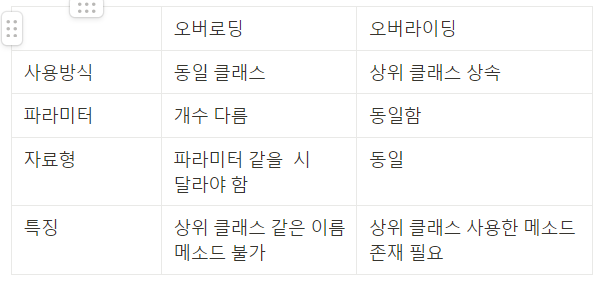 오버로딩 오버라이딩
사용방식 동일 클래스 상위 클래스 상속
파라미터 개수 다름 동일함
자료형 파라미터 같을 시 동일
달라야 함
특징 상위 클래스 같은 이름 상위 클래스 사용한 메소드
메소드 불가 존재 필요